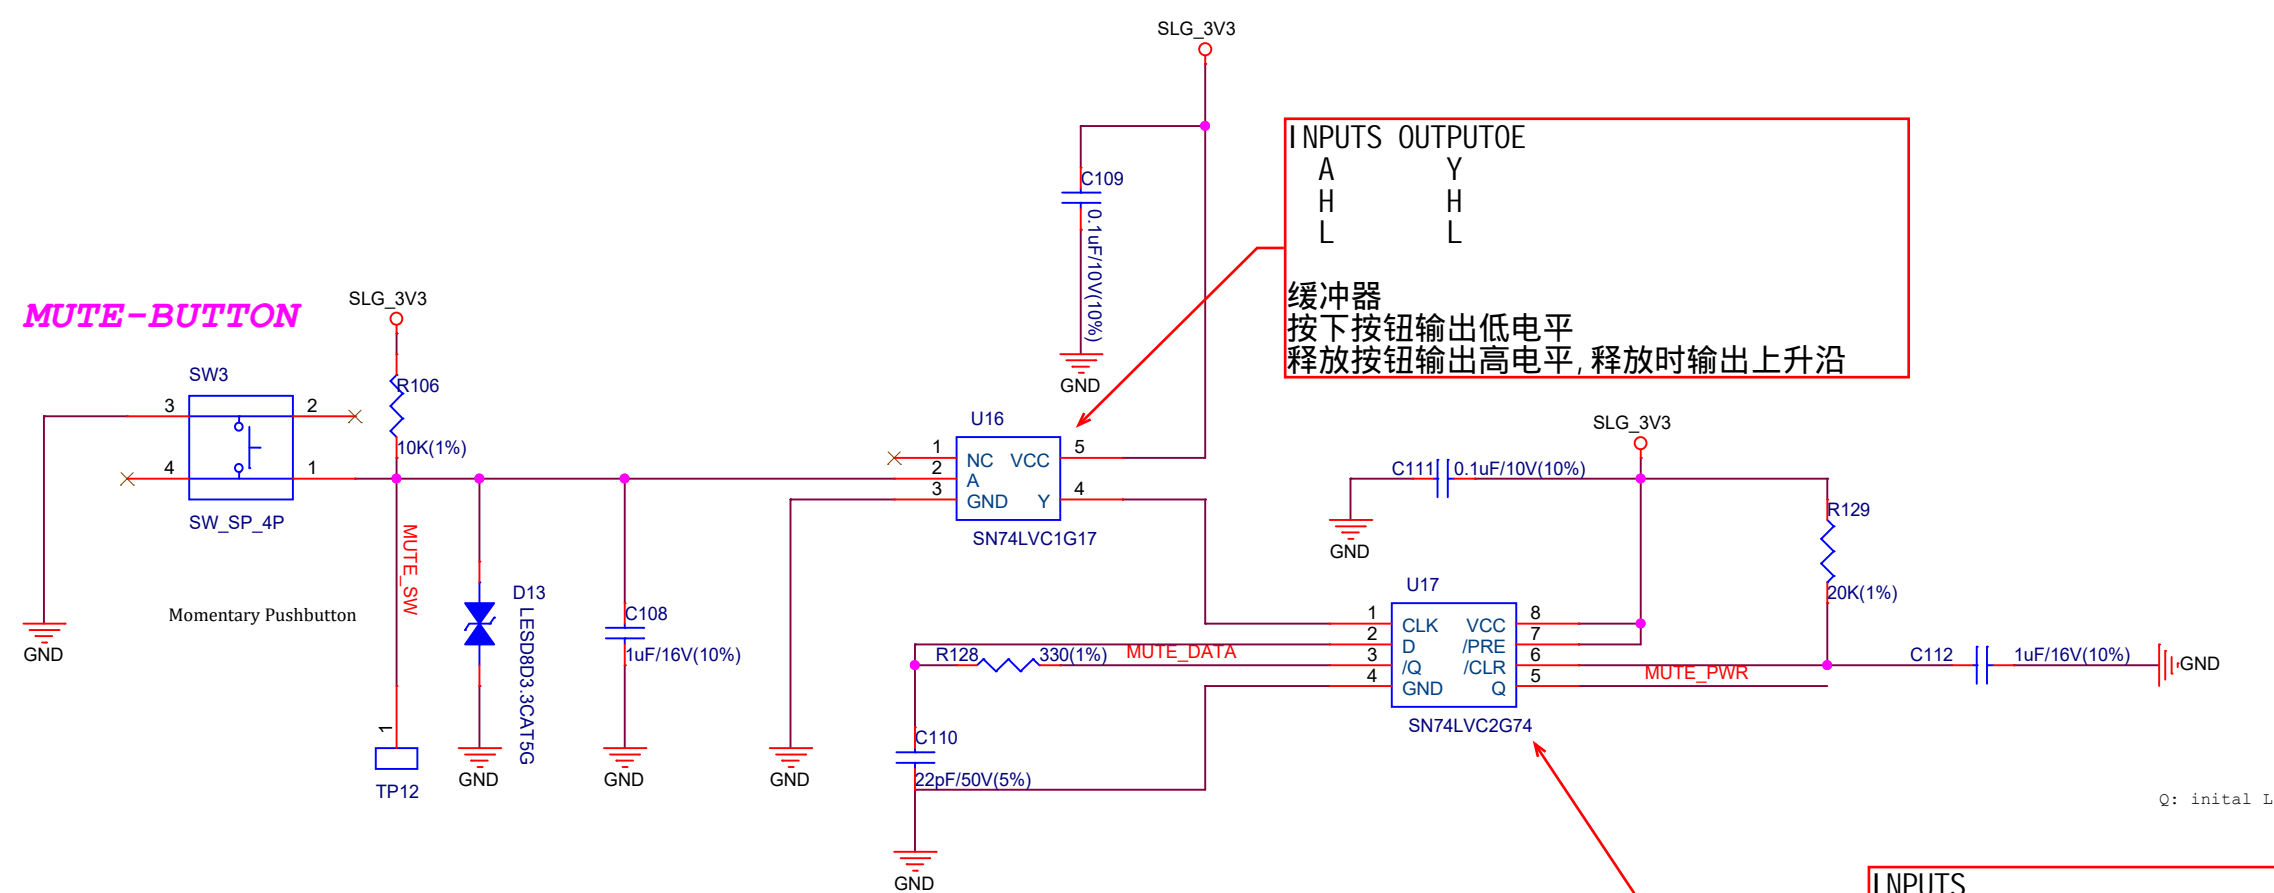 SLG_3V3
INPUTS OUTPUTOE
A Y
H H
L L
缓冲器
按下按钮输出低电平
释放按钮输出高电平,释放时输出上升沿
C109
0.1uF/10V(10%)
GND
MUTE-BUTTON
SLG_3V3
SW3
R106
10K(1%)
3
2
4
1
SW_SP_4P
MUTE_SW
Momentary Pushbutton
GND
1
TP12
D13
LESD8D3.3CAT5G
GND
C108
1uF/16V(10%)
GND
U16
1
NC
VCC
5
2
A
3
GND
Y
4
SN74LVC1G17
GND
SLG_3V3
C111
0.1uF/10V(10%)
GND
R129
20K(1%)
U17
1
CLK
VCC
8
2
D
/PRE
7
3
/Q
/CLR
6
4
GND
Q
5
SN74LVC2G74
R128
330(1%)
MUTE_DATA
C110
22pF/50V(5%)
GND
MUTE_PWR
C112
1uF/16V(10%)
GND
Q: inital L
INPUTS